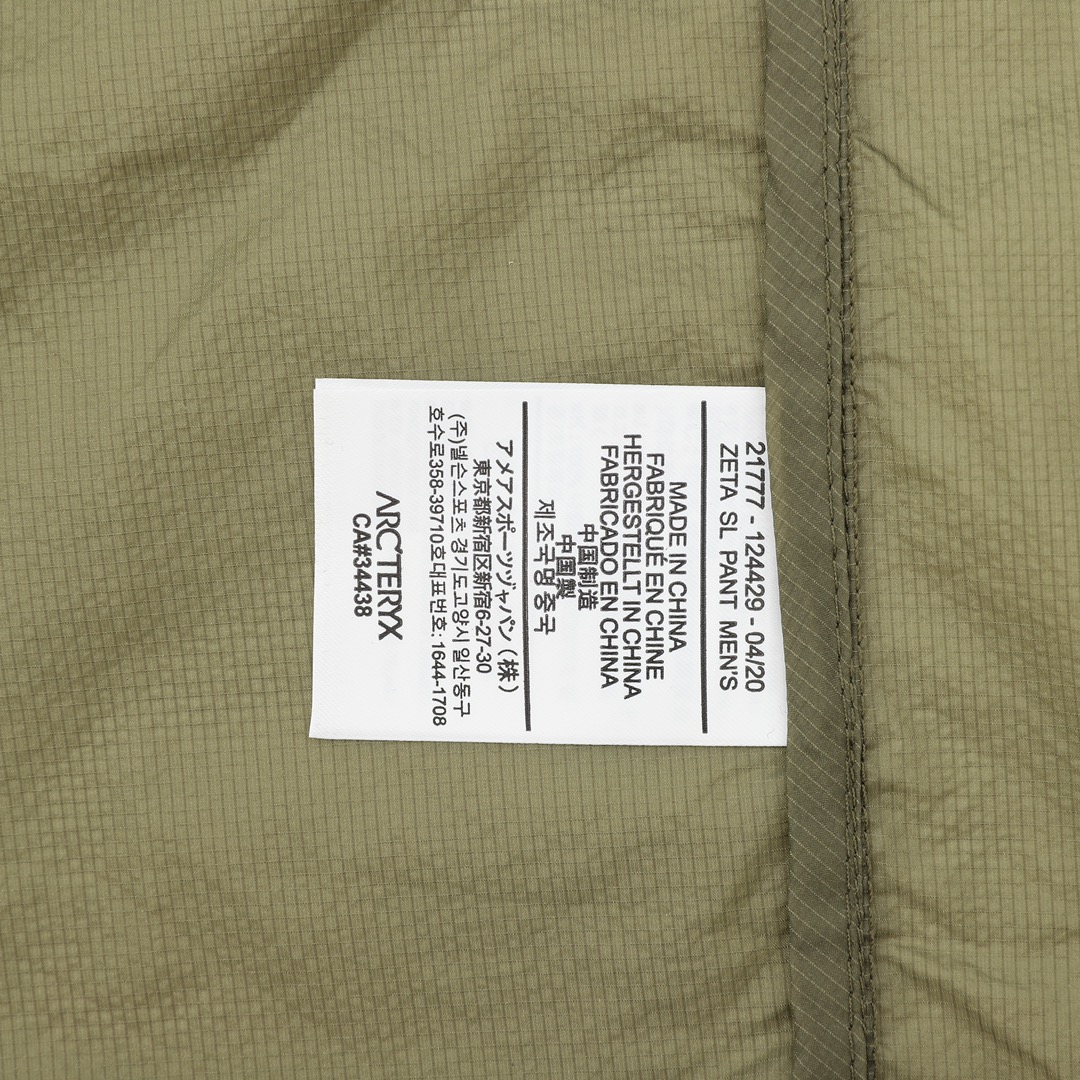 21777 - 124429 - 04/20
ZETA SL PANT MEN'S
MADE IN CHINA
FABRIQUÉ EN CHINE
HERGESTELLT IN CHINA
FABRICADO EN CHINA
中国制造
中国製
제조국명 중국
アメアスポーツジャパン (株)
東京都新宿区新宿6-27-30
(주)넬슨스포츠 경기도고양시 일산동구
호수로358-39710호대표번호: 1644-1708
ARC'TERYX
CA#34438